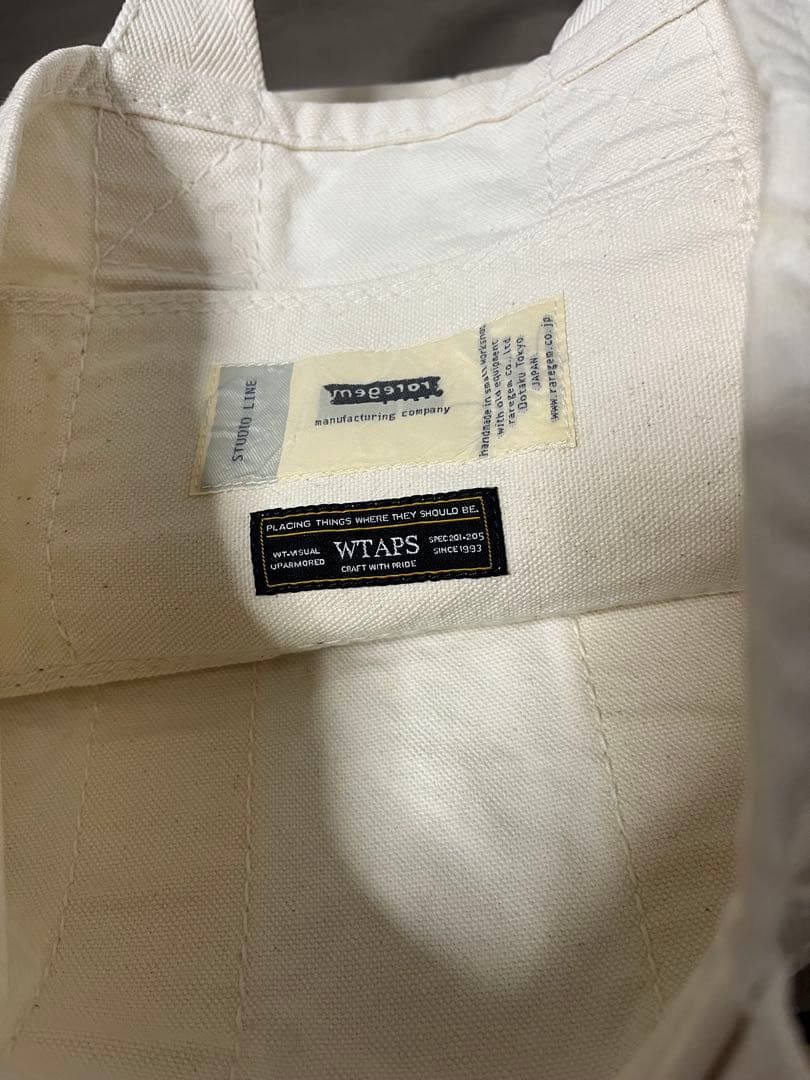 STUDIO LINE
raregem
manufacturing company
handmade in small workshop
with old equipment
raregem co.,ltd
Ootaku Tokyo
JAPAN
www.raregem.co.jp
PLACING THINGS WHERE THEY SHOULD BE.
WT-VISUAL
UPARMORED
WTAPS
CRAFT WITH PRIDE
SPEC201-205
SINCE1993